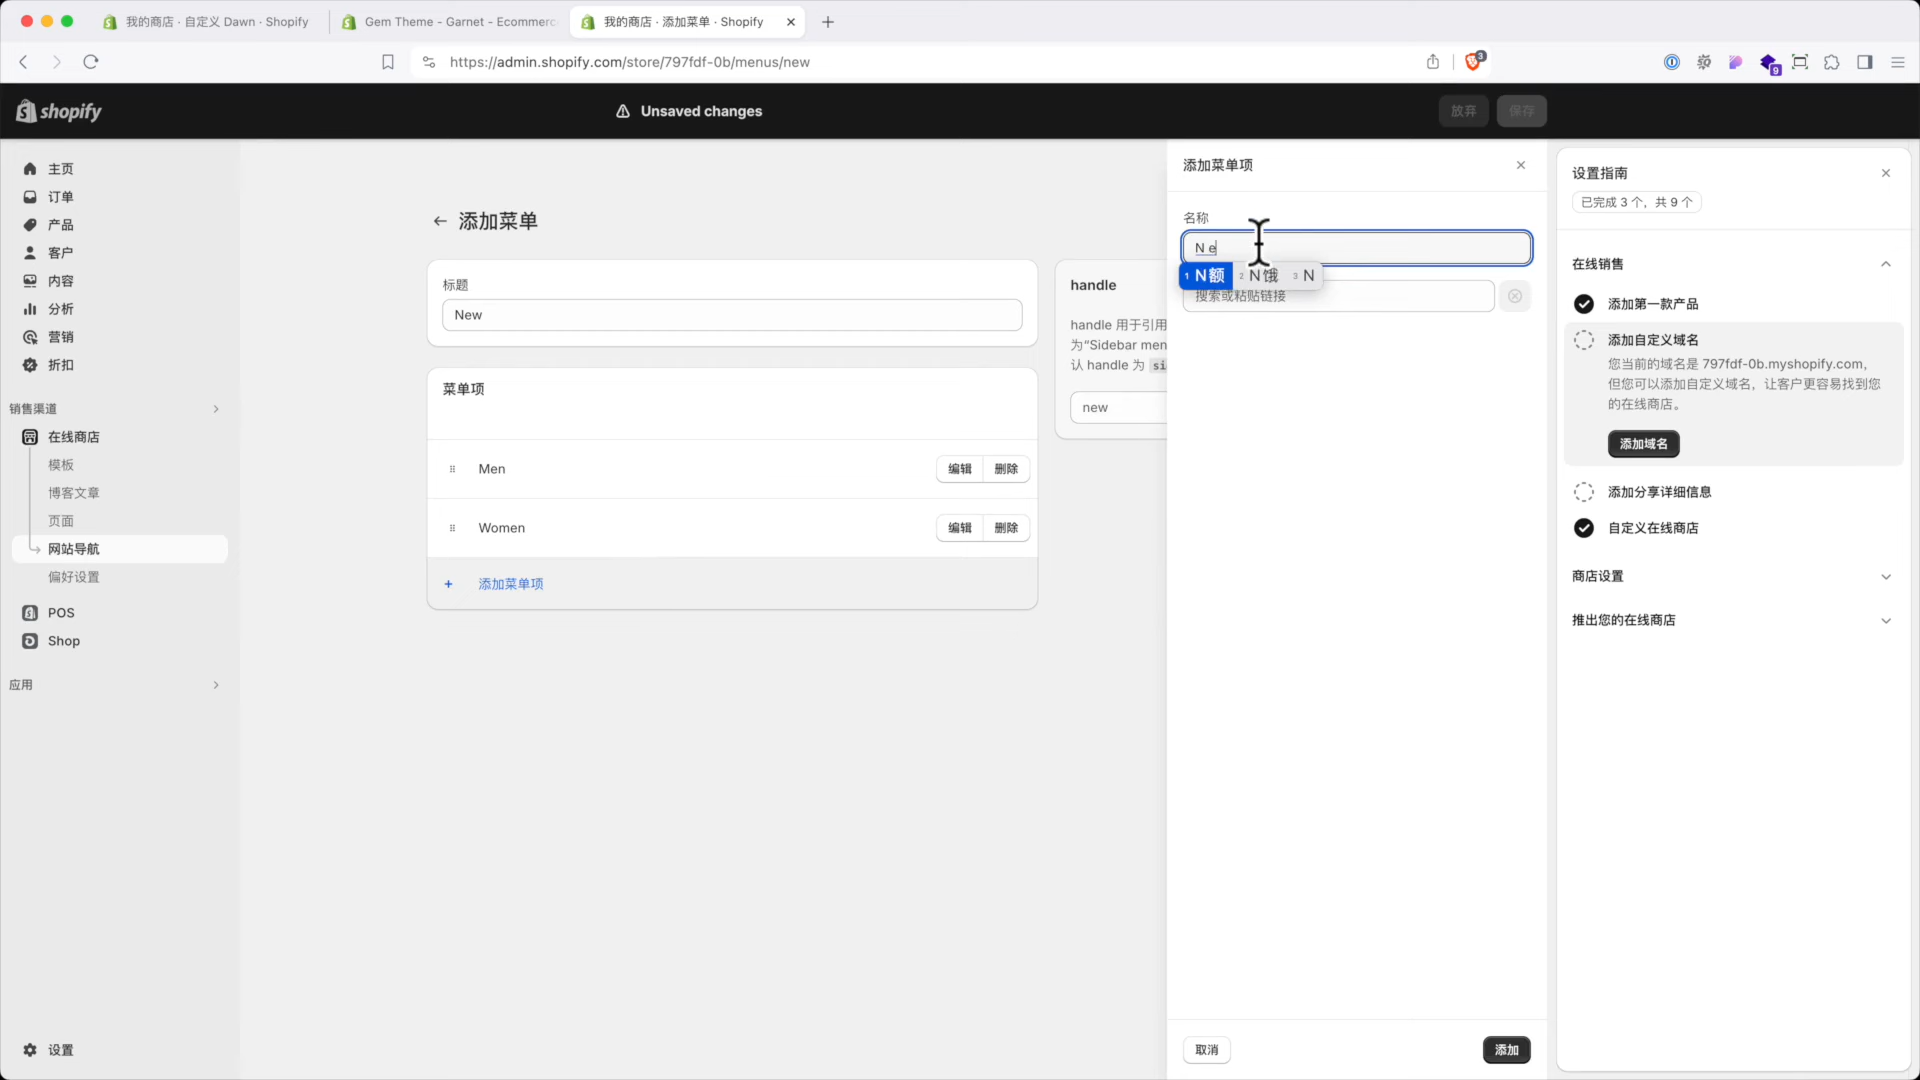 我的商店 · 自定义 Dawn · Shopify
Gem Theme - Garnet - Ecommerc
我的商店 · 添加菜单 · Shopify
https://admin.shopify.com/store/797fdf-0b/menus/new
3
9
shopify
Unsaved changes
放弃
保存
主页
订单
产品
客户
内容
分析
营销
折扣
销售渠道
在线商店
模板
博客文章
页面
网站导航
偏好设置
POS
Shop
应用
设置
添加菜单
标题
New
菜单项
Men
编辑
删除
Women
编辑
删除
添加菜单项
handle
handle 用于引用
为“Sidebar men
认 handle 为 si
new
添加菜单项
名称
N e
1 N额 2 N饿 3 N
搜索或粘贴链接
取消
添加
设置指南
已完成 3 个，共 9 个
在线销售
添加第一款产品
添加自定义域名
您当前的域名是 797fdf-0b.myshopify.com，
但您可以添加自定义域名，让客户更容易找到您
的在线商店。
添加域名
添加分享详细信息
自定义在线商店
商店设置
推出您的在线商店